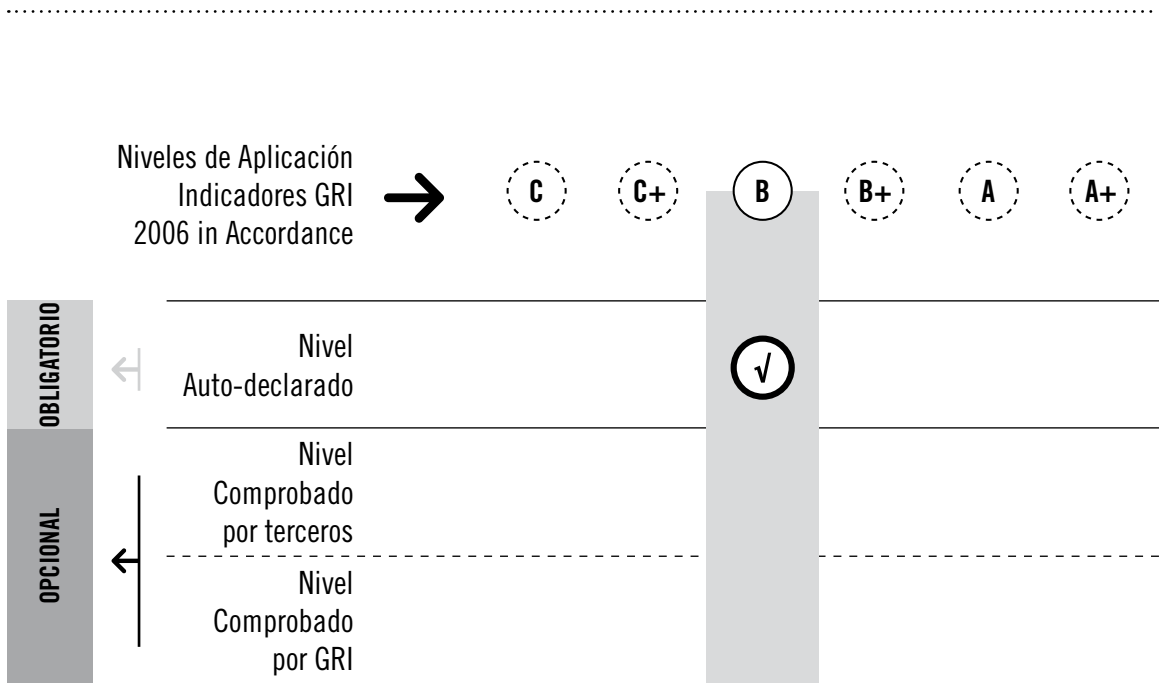 Niveles de Aplicación
Indicadores GRI
2006 in Accordance
C C+ B B+ A A+
OBLIGATORIO
Nivel
Auto-declarado
√
OPCIONAL
Nivel
Comprobado
por terceros
Nivel
Comprobado
por GRI